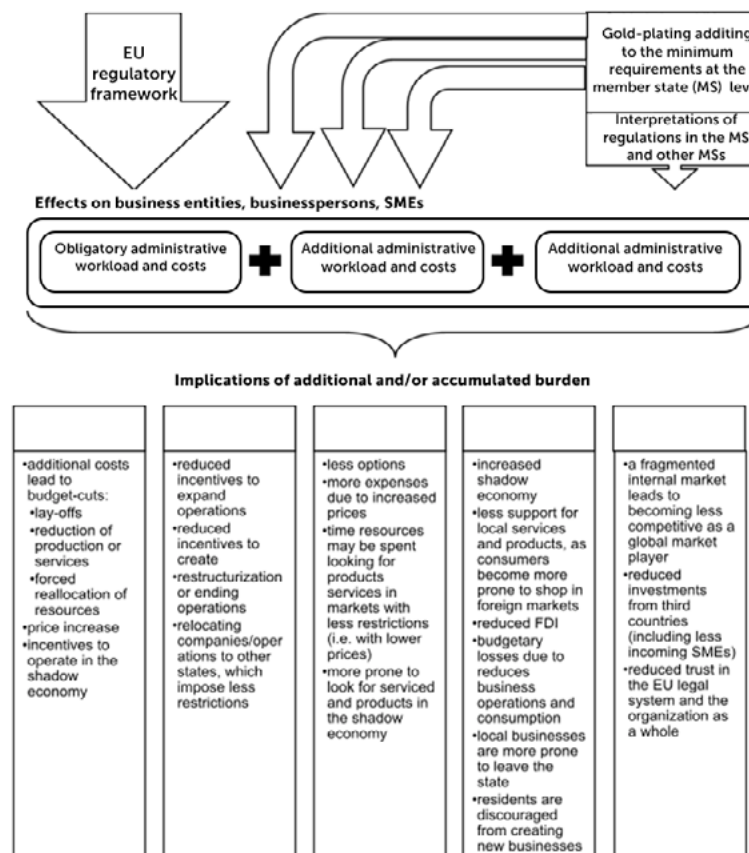 EU
regulatory
framework
Gold-plating additing
to the minimum
requirements at the
member state (MS) leve
Interpretations of
regulations in the MS
and other MSs
Effects on business entities, businesspersons, SMEs
Obligatory administrative
workload and costs
Additional administrative
workload and costs
Additional administrative
workload and costs
Implications of additional and/or accumulated burden
•additional costs
lead to
budget-cuts:
•lay-offs
•reduction of
production or
services
•forced
reallocation of
resources
•price increase
•incentives to
operate in the
shadow
economy
•reduced
incentives to
expand
operations
•reduced
incentives to
create
•restructurization
or ending
operations
•relocating
companies/oper
ations to other
states, which
impose less
restrictions
•less options
•more expenses
due to increased
prices
•time resources
may be spent
looking for
products
services in
markets with
less restrictions
(i.e. with lower
prices)
•more prone to
look for serviced
and products in
the shadow
economy
•increased
shadow
economy
•less support for
local services
and products, as
consumers
become more
prone to shop in
foreign markets
•reduced FDI
•budgetary
losses due to
reduces
business
operations and
consumption
•local businesses
are more prone
to leave the
state
•residents are
discouraged
from creating
new businesses
•a fragmented
internal market
leads to
becoming less
competitive as a
global market
player
•reduced
investments
from third
countries
(including less
incoming SMEs)
•reduced trust in
the EU legal
system and the
organization as
a whole